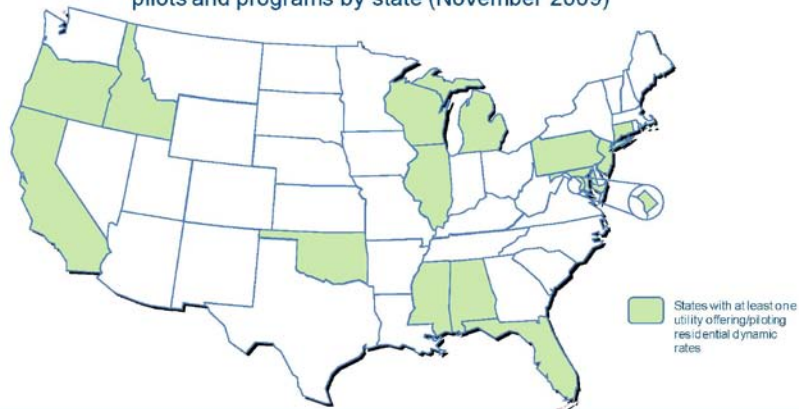 pilots and programs by state (November 2009)
States with at least one
utility offering/piloting
residential dynamic
rates